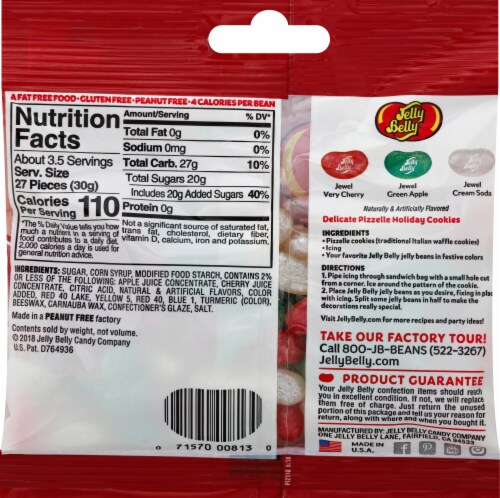 A FAT FREE FOOD • GLUTEN FREE • PEANUT FREE • 4 CALORIES PER BEAN
Nutrition
Facts
About 3.5 Servings
Serv. Size
27 Pieces (30g)
Calories
Per Serving 110
*The % Daily Value tells you how
much a nutrient in a serving of
food contributes to a daily diet.
2,000 calories a day is used for
general nutrition advice.
Amount/Serving % DV*
Total Fat 0g 0%
Sodium 0mg 0%
Total Carb. 27g 10%
Total Sugars 20g
Includes 20g Added Sugars 40%
Protein 0g
Not a significant source of saturated fat,
trans fat, cholesterol, dietary fiber,
vitamin D, calcium, iron and potassium.
INGREDIENTS: SUGAR, CORN SYRUP, MODIFIED FOOD STARCH, CONTAINS 2%
OR LESS OF THE FOLLOWING: APPLE JUICE CONCENTRATE, CHERRY JUICE
CONCENTRATE, CITRIC ACID, NATURAL & ARTIFICIAL FLAVORS, COLOR
ADDED, RED 40 LAKE, YELLOW 5, RED 40, BLUE 1, TURMERIC (COLOR),
BEESWAX, CARNAUBA WAX, CONFECTIONER'S GLAZE, SALT.
Made in a PEANUT FREE factory
Contents sold by weight, not volume.
© 2018 Jelly Belly Candy Company
U.S. Pat. D764936
0 71570 00813 0
Jelly
Belly
Jewel
Very Cherry
Jewel
Green Apple
Jewel
Cream Soda
Naturally & Artificially Flavored
Delicate Pizzelle Holiday Cookies
INGREDIENTS
• Pizzelle cookies (traditional Italian waffle cookies)
• Icing
• Your favorite Jelly Belly jelly beans in festive colors
DIRECTIONS
1. Pipe icing through sandwich bag with a small hole cut
from a corner. Ice around the pattern of the cookie.
2. Place Jelly Belly jelly beans as you desire, fixing in plac
with icing. Split some jelly beans in half to make the
decorations really special.
Visit JellyBelly.com for more recipes and party ideas!
TAKE OUR FACTORY TOUR!
Call 800-JB-BEANS (522-3267)
JellyBelly.com
PRODUCT GUARANTEE
Your Jelly Belly confection items should reach
you in excellent condition. If not, we will replace
them free of charge. Just return the unused
portion of this package and tell us your reason for
return, along with where and when you bought it.
MANUFACTURED BY: JELLY BELLY CANDY COMPANY
ONE JELLY BELLY LANE, FAIRFIELD, CA 94533
MADE IN
U.S.A.